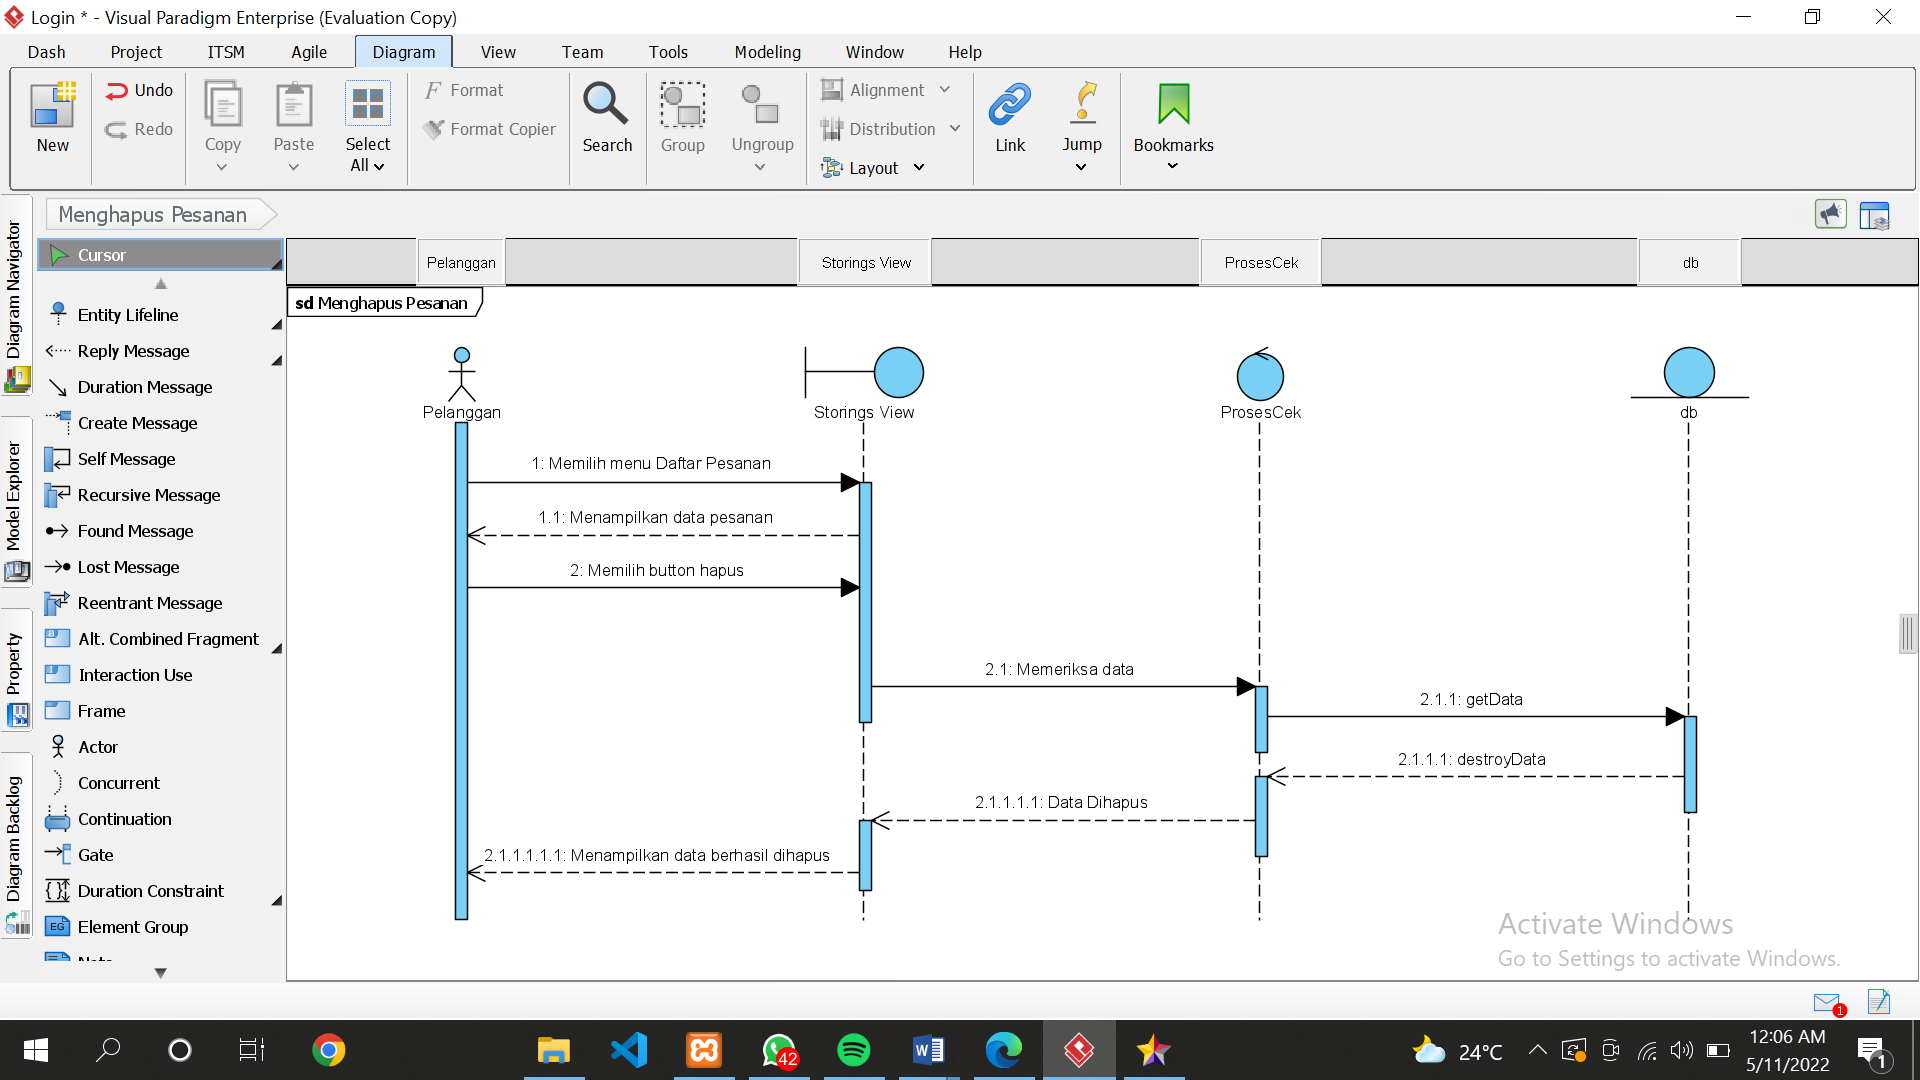 Login * - Visual Paradigm Enterprise (Evaluation Copy)
Dash Project ITSM Agile Diagram View Team Tools Modeling Window Help
New
Undo
Redo
Copy
Paste
Select
All
Format
Format Copier
Search
Group
Ungroup
Alignment
Distribution
Layout
Link
Jump
Bookmarks
Menghapus Pesanan
Diagram Navigator
Model Explorer
Property
Diagram Backlog
Cursor
Entity Lifeline
Reply Message
Duration Message
Create Message
Self Message
Recursive Message
Found Message
Lost Message
Reentrant Message
Alt. Combined Fragment
Interaction Use
Frame
Actor
Concurrent
Continuation
Gate
Duration Constraint
EG Element Group
Note
Pelanggan Storings View ProsesCek db
sd Menghapus Pesanan
Pelanggan Storings View ProsesCek db
1: Memilih menu Daftar Pesanan
1.1: Menampilkan data pesanan
2: Memilih button hapus
2.1: Memeriksa data
2.1.1: getData
2.1.1.1: destroyData
2.1.1.1.1: Data Dihapus
2.1.1.1.1.1: Menampilkan data berhasil dihapus
Activate Windows
Go to Settings to activate Windows.
1
42
24°C
12:06 AM
5/11/2022
1